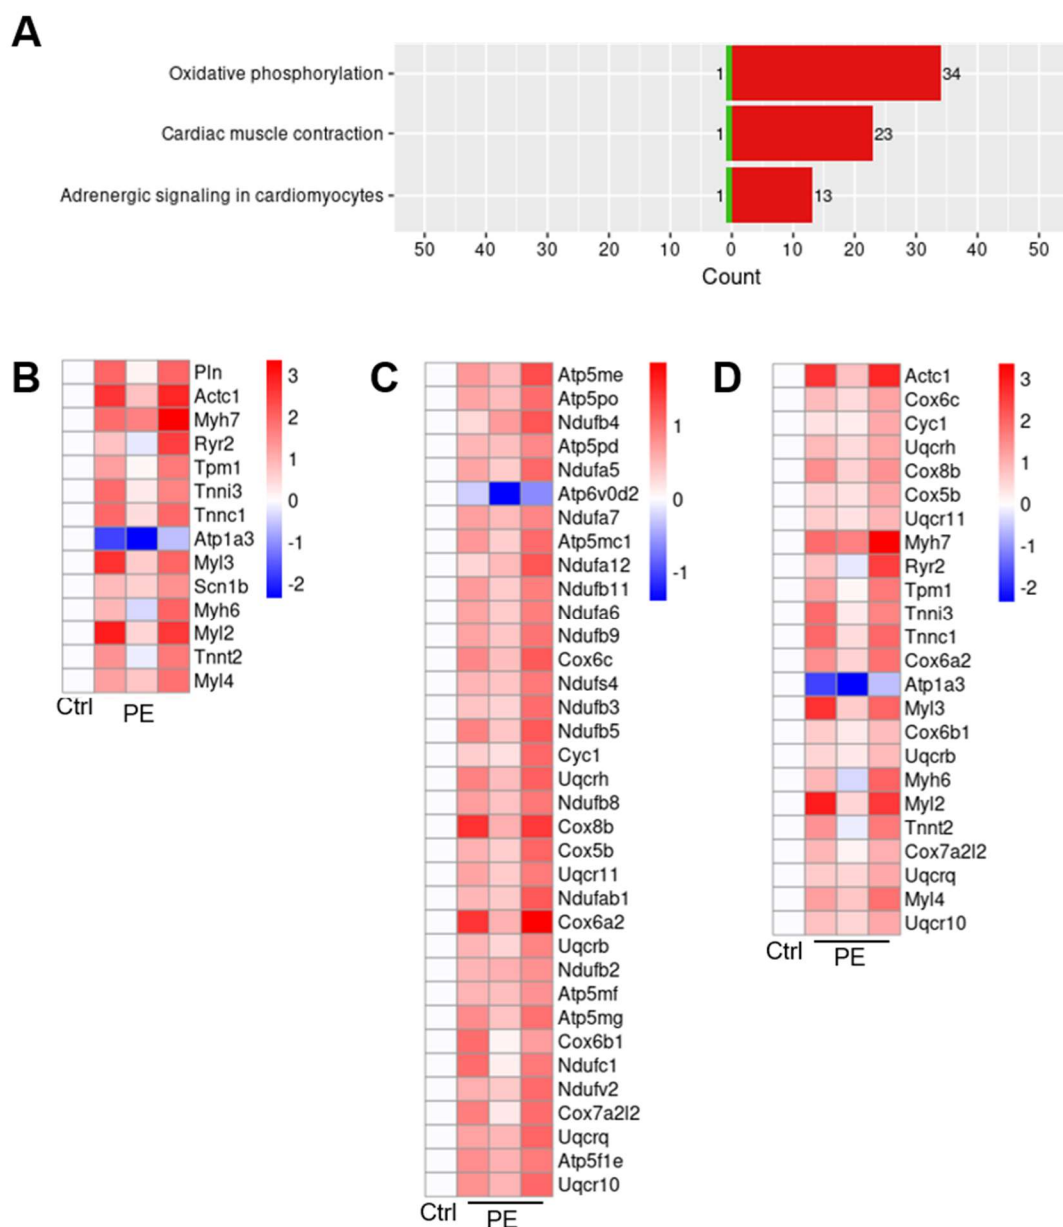 A
Oxidative phosphorylation
1
34
Cardiac muscle contraction
1
23
Adrenergic signaling in cardiomyocytes
1
13
50 40 30 20 10 0 10 20 30 40 50
Count
B
Pln
Actc1
Myh7
Ryr2
Tpm1
Tnni3
Tnnc1
Atp1a3
Myl3
Scn1b
Myh6
Myl2
Tnnt2
Myl4
3
2
1
0
-1
-2
Ctrl
PE
C
Atp5me
Atp5po
Ndufb4
Atp5pd
Ndufa5
Atp6v0d2
Ndufa7
Atp5mc1
Ndufa12
Ndufb11
Ndufa6
Ndufb9
Cox6c
Ndufs4
Ndufb3
Ndufb5
Cyc1
Uqcrh
Ndufb8
Cox8b
Cox5b
Uqcr11
Ndufab1
Cox6a2
Uqcrb
Ndufb2
Atp5mf
Atp5mg
Cox6b1
Ndufc1
Ndufv2
Cox7a2l2
Uqcrq
Atp5f1e
Uqcr10
1
0
-1
Ctrl
PE
D
Actc1
Cox6c
Cyc1
Uqcrh
Cox8b
Cox5b
Uqcr11
Myh7
Ryr2
Tpm1
Tnni3
Tnnc1
Cox6a2
Atp1a3
Myl3
Cox6b1
Uqcrb
Myh6
Myl2
Tnnt2
Cox7a2l2
Uqcrq
Myl4
Uqcr10
3
2
1
0
-1
-2
Ctrl
PE